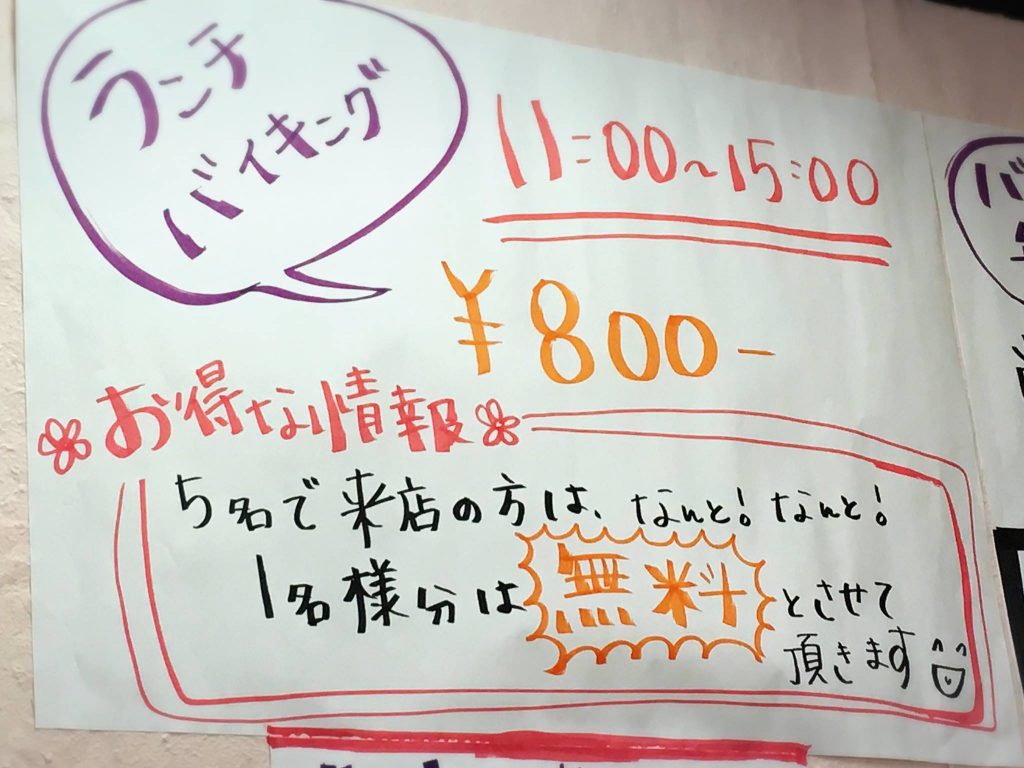 ランチ
バイキング
11:00～15:00
¥800-
お得な情報
5名で来店の方は、なんと!なんと!
1名様分は無料とさせて
頂きます